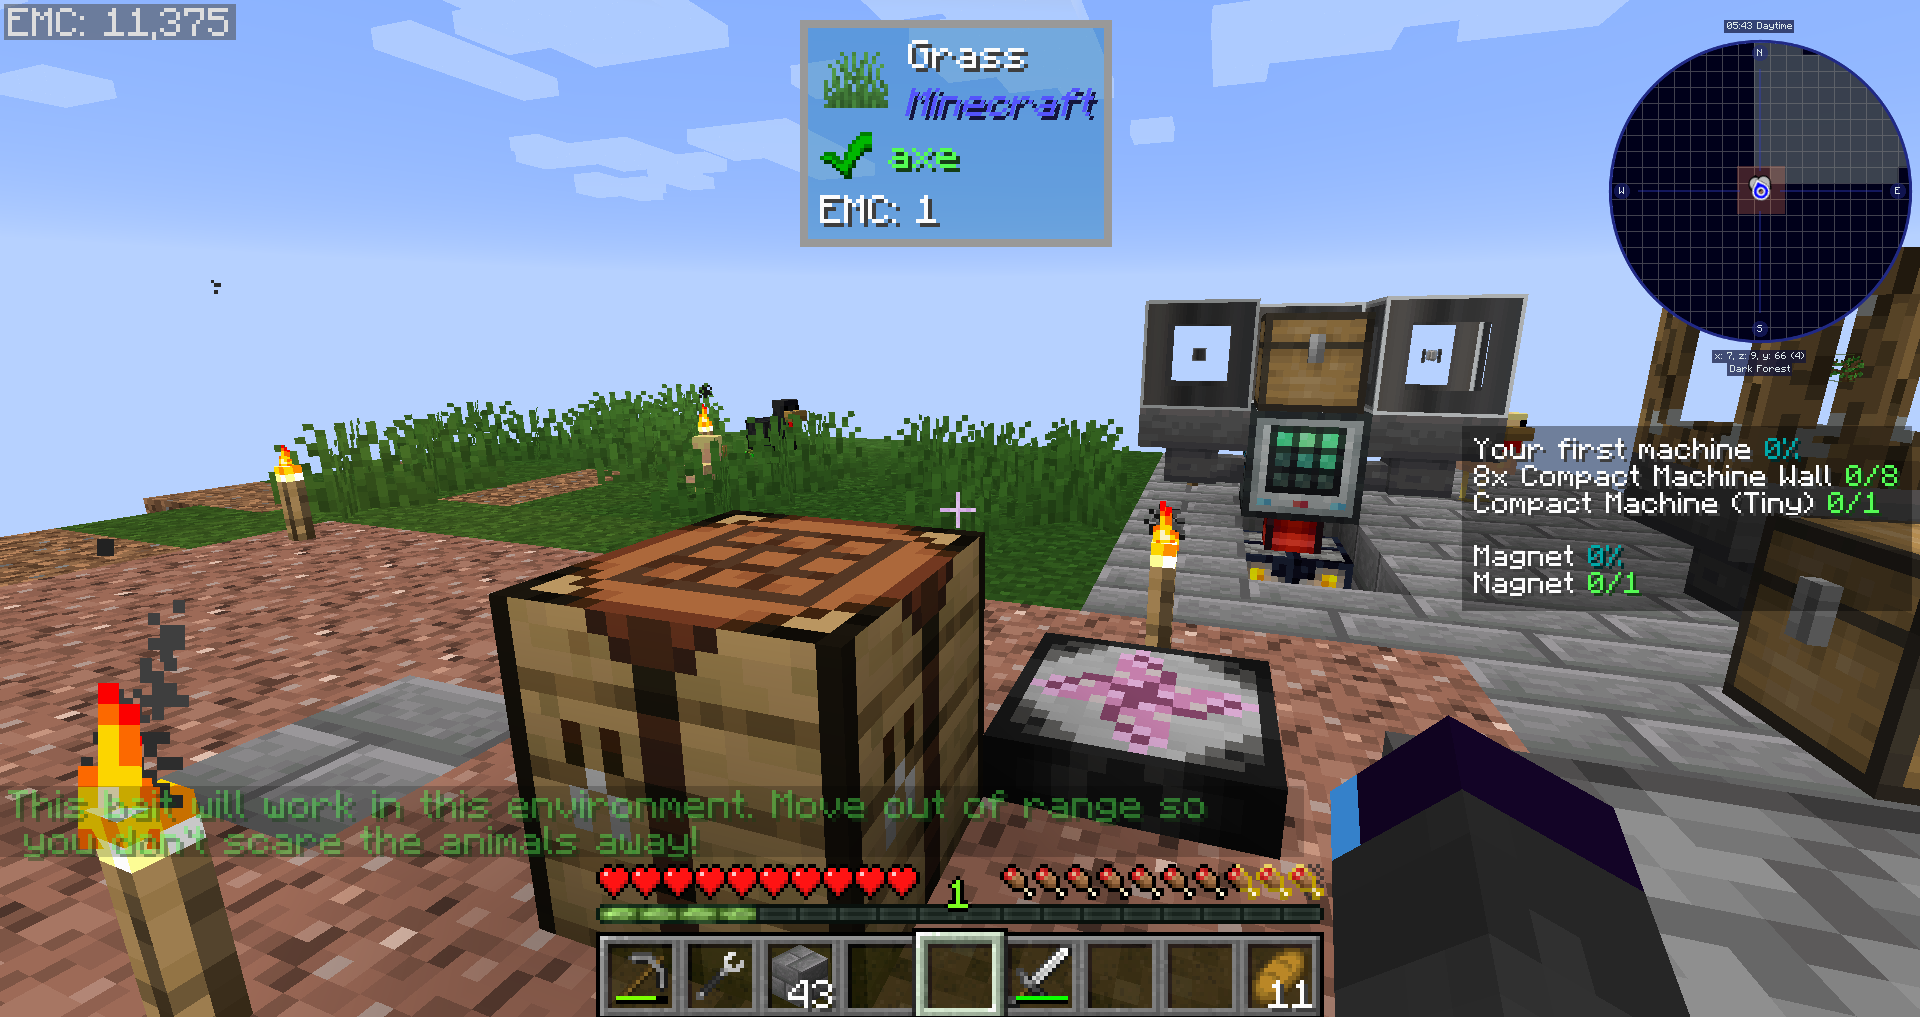 EMC: 11,375
Grass
Minecraft
axe
EMC: 1
05:43 Daytime
N
W
E
S
x: 7, z: 9, y: 66 (4)
Dark Forest
Your first machine 0%
8x Compact Machine Wall 0/8
Compact Machine (Tiny) 0/1
Magnet 0%
Magnet 0/1
This bait will work in this environment. Move out of range so
you don't scare the animals away!
1
43
11